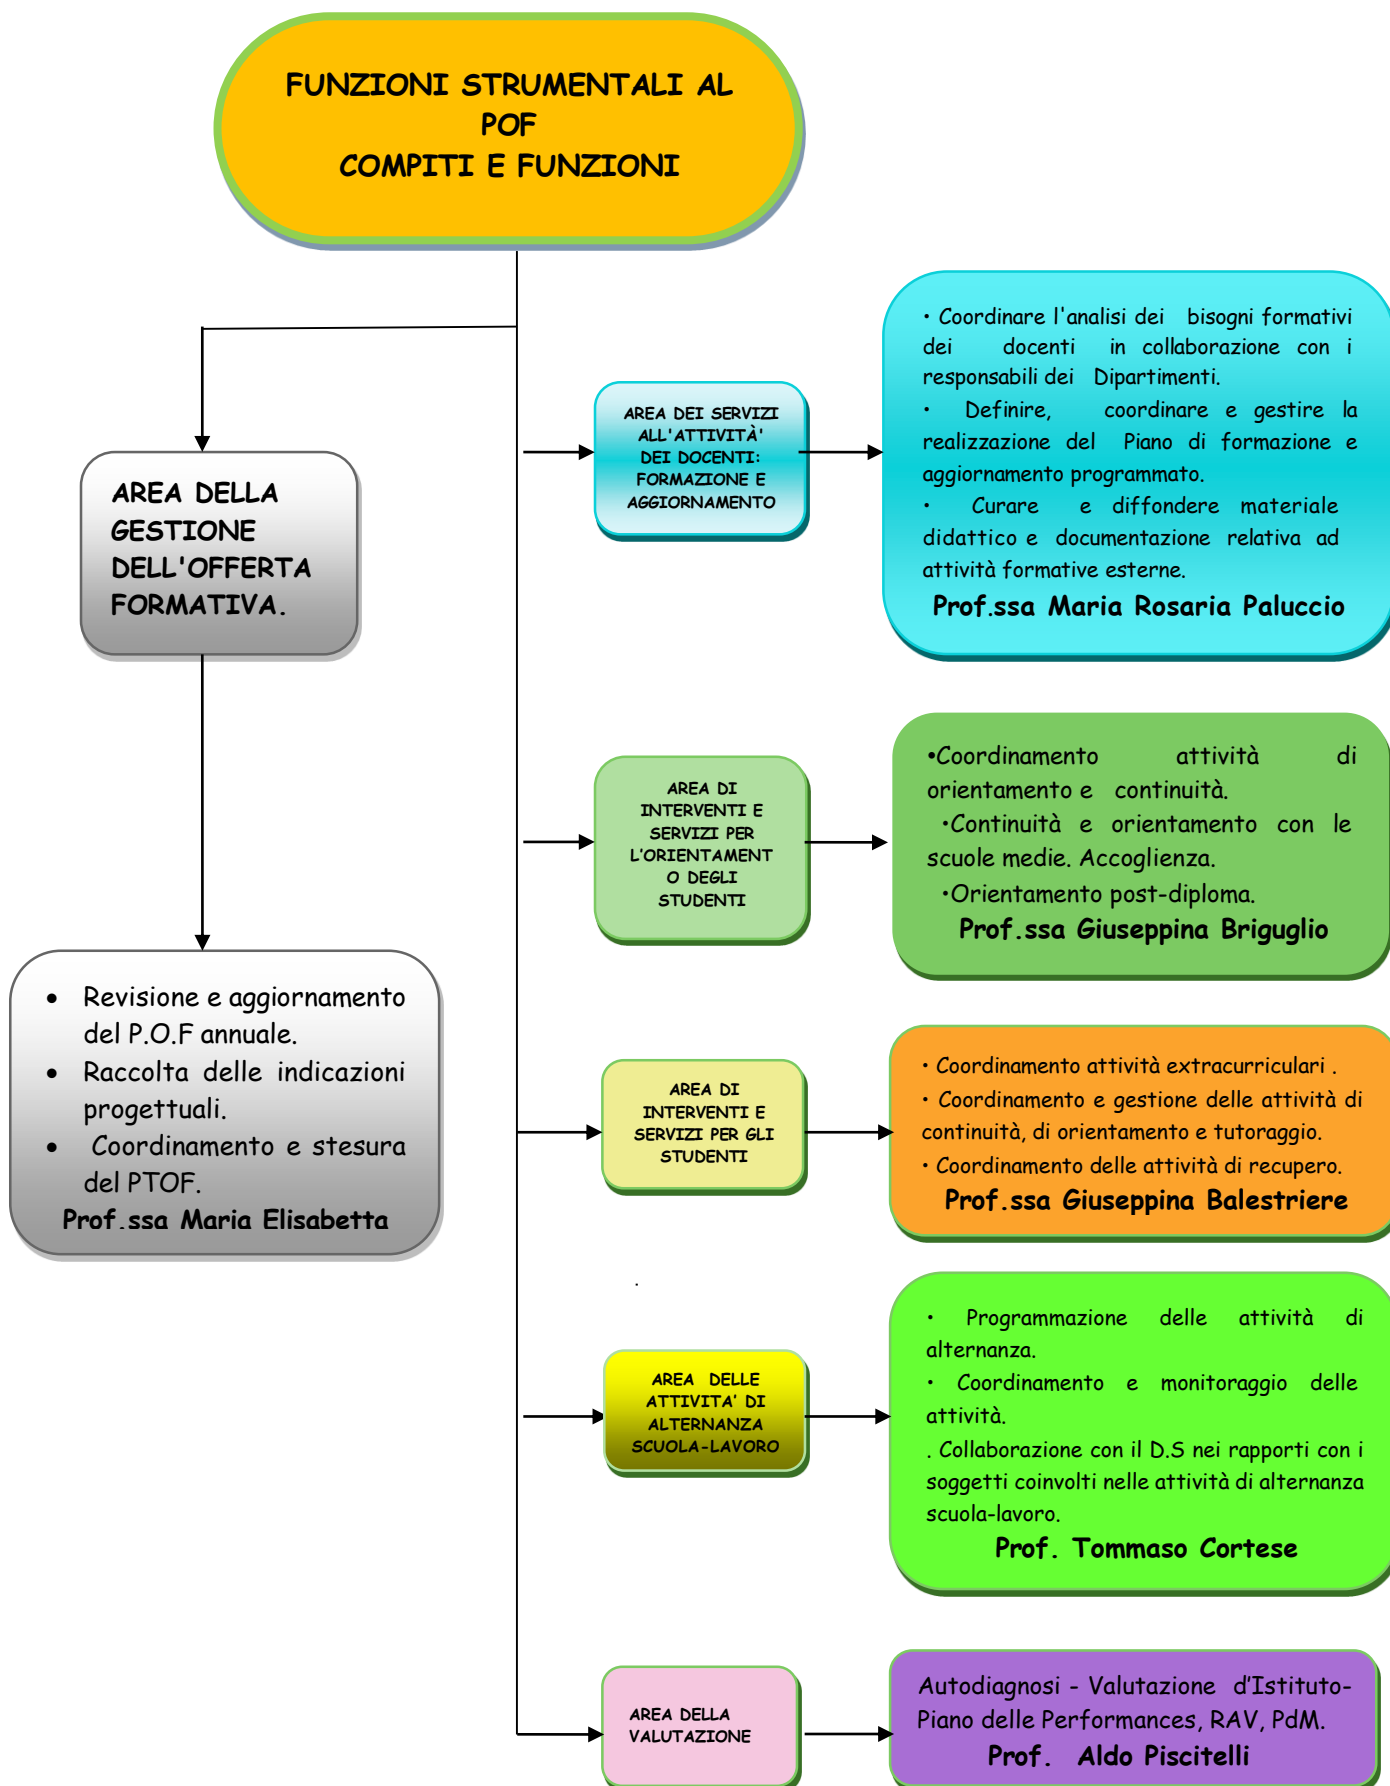 FUNZIONI STRUMENTALI AL
POF
COMPITI E FUNZIONI
AREA DELLA
GESTIONE
DELL'OFFERTA
FORMATIVA.
• Revisione e aggiornamento
del P.O.F annuale.
• Raccolta delle indicazioni
progettuali.
• Coordinamento e stesura
del PTOF.
Prof.ssa Maria Elisabetta
AREA DEI SERVIZI
ALL'ATTIVITÀ'
DEI DOCENTI:
FORMAZIONE E
AGGIORNAMENTO
• Coordinare l'analisi dei bisogni formativi
dei docenti in collaborazione con i
responsabili dei Dipartimenti.
• Definire, coordinare e gestire la
realizzazione del Piano di formazione e
aggiornamento programmato.
• Curare e diffondere materiale
didattico e documentazione relativa ad
attività formative esterne.
Prof.ssa Maria Rosaria Paluccio
AREA DI
INTERVENTI E
SERVIZI PER
L'ORIENTAMENT
O DEGLI
STUDENTI
•Coordinamento attività di
orientamento e continuità.
•Continuità e orientamento con le
scuole medie. Accoglienza.
•Orientamento post-diploma.
Prof.ssa Giuseppina Briguglio
AREA DI
INTERVENTI E
SERVIZI PER GLI
STUDENTI
• Coordinamento attività extracurriculari .
• Coordinamento e gestione delle attività di
continuità, di orientamento e tutoraggio.
• Coordinamento delle attività di recupero.
Prof.ssa Giuseppina Balestriere
.
AREA DELLE
ATTIVITA' DI
ALTERNANZA
SCUOLA-LAVORO
• Programmazione delle attività di
alternanza.
• Coordinamento e monitoraggio delle
attività.
. Collaborazione con il D.S nei rapporti con i
soggetti coinvolti nelle attività di alternanza
scuola-lavoro.
Prof. Tommaso Cortese
AREA DELLA
VALUTAZIONE
Autodiagnosi - Valutazione d'Istituto-
Piano delle Performances, RAV, PdM.
Prof. Aldo Piscitelli